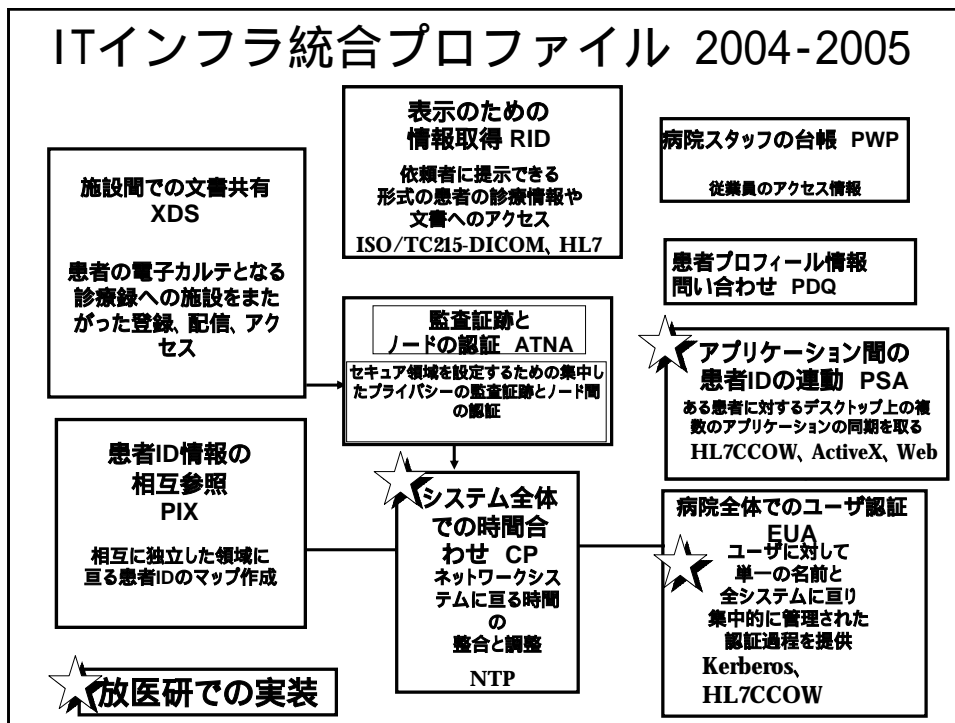 ITインフラ統合プロファイル 2004-2005
表示のための
情報取得 RID
依頼者に提示できる
形式の患者の診療情報や
文書へのアクセス
ISO/TC215-DICOM、HL7
病院スタッフの台帳 PWP
従業員のアクセス情報
施設間での文書共有
XDS
患者の電子カルテとなる
診療録への施設をまた
がった登録、配信、アク
セス
患者プロフィール情報
問い合わせ PDQ
監査証跡と
ノードの認証 ATNA
セキュア領域を設定するための集中し
たプライバシーの監査証跡とノード間
の認証
アプリケーション間の
患者IDの連動 PSA
ある患者に対するデスクトップ上の複
数のアプリケーションの同期を取る
HL7CCOW、ActiveX、Web
患者ID情報の
相互参照
PIX
相互に独立した領域に
亘る患者IDのマップ作成
システム全体
での時間合
わせ CP
ネットワークシス
テムに亘る時間
の
整合と調整
NTP
病院全体でのユーザ認証
EUA
ユーザに対して
単一の名前と
全システムに亘り
集中的に管理された
認証過程を提供
Kerberos、
HL7CCOW
放医研での実装